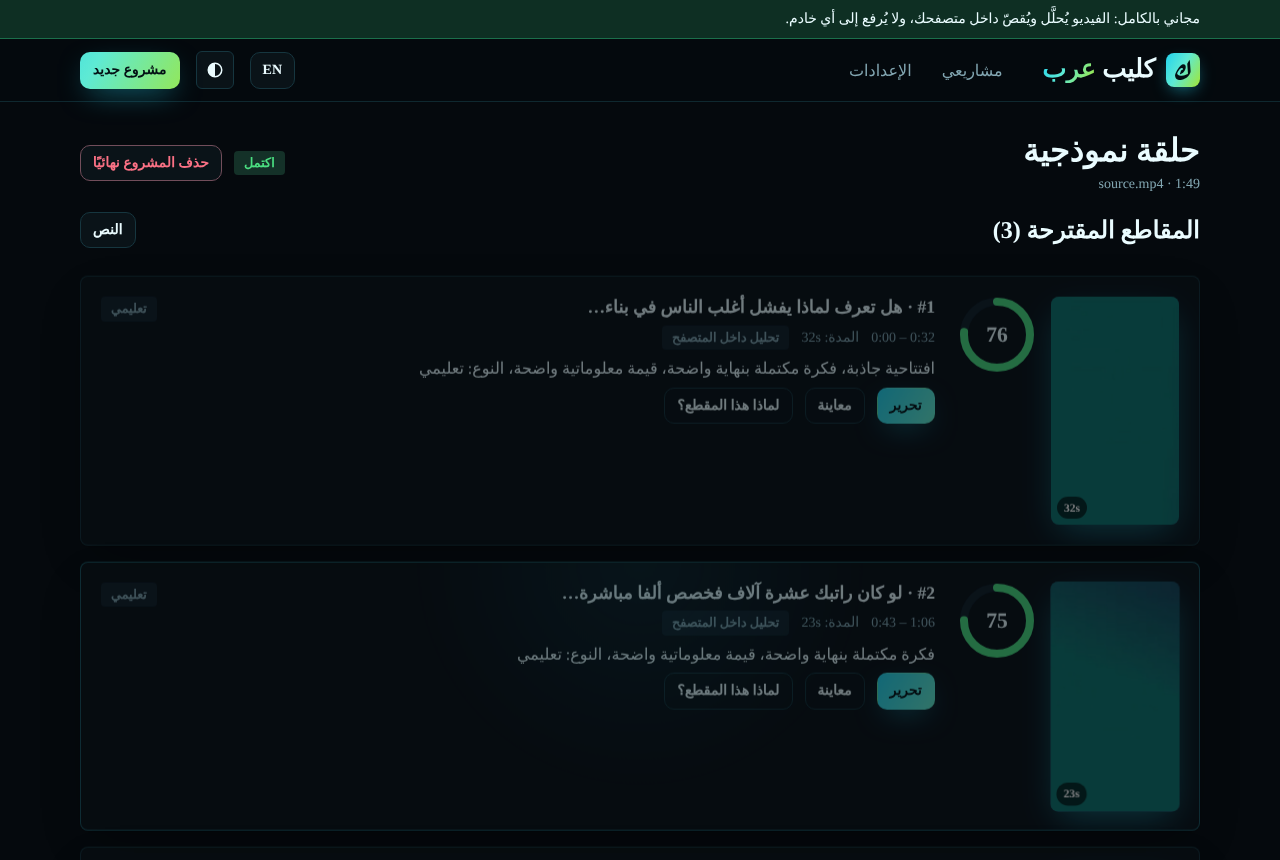 مجاني بالكامل: الفيديو يُحلَّل ويُقصّ داخل متصفحك، ولا يُرفع إلى أي خادم.
ك كليب عرب
مشاريعي
الإعدادات
EN
مشروع جديد
حلقة نموذجية
source.mp4 · 1:49
اكتمل
حذف المشروع نهائيًا
المقاطع المقترحة (3)
النص
32s
76
#1 · هل تعرف لماذا يفشل أغلب الناس في بناء…
تعليمي
0:00 – 0:32 المدة: 32s تحليل داخل المتصفح
افتتاحية جاذبة، فكرة مكتملة بنهاية واضحة، قيمة معلوماتية واضحة، النوع: تعليمي
تحرير
معاينة
لماذا هذا المقطع؟
23s
75
#2 · لو كان راتبك عشرة آلاف فخصص ألفا مباشرة…
تعليمي
0:43 – 1:06 المدة: 23s تحليل داخل المتصفح
فكرة مكتملة بنهاية واضحة، قيمة معلوماتية واضحة، النوع: تعليمي
تحرير
معاينة
لماذا هذا المقطع؟